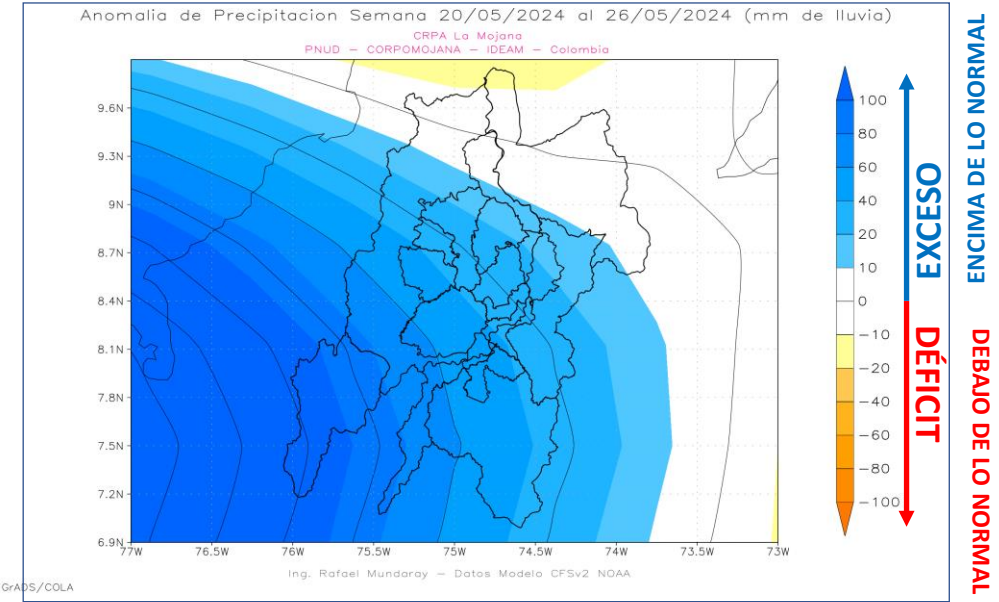 Anomalia de Precipitacion Semana 20/05/2024 al 26/05/2024 (mm de lluvia)
CRPA La Mojana
PNUD – CORPOMOJANA – IDEAM – Colombia
9.6N
9.3N
9N
8.7N
8.4N
8.1N
7.8N
7.5N
7.2N
6.9N
77W
76.5W
76W
75.5W
75W
74.5W
74W
73.5W
73W
100
80
60
40
20
10
0
−10
−20
−40
−60
−80
−100
EXCESO
DÉFICIT
ENCIMA DE LO NORMAL
DEBAJO DE LO NORMAL
Ing. Rafael Mundaray – Datos Modelo CFSv2 NOAA
GrADS/COLA